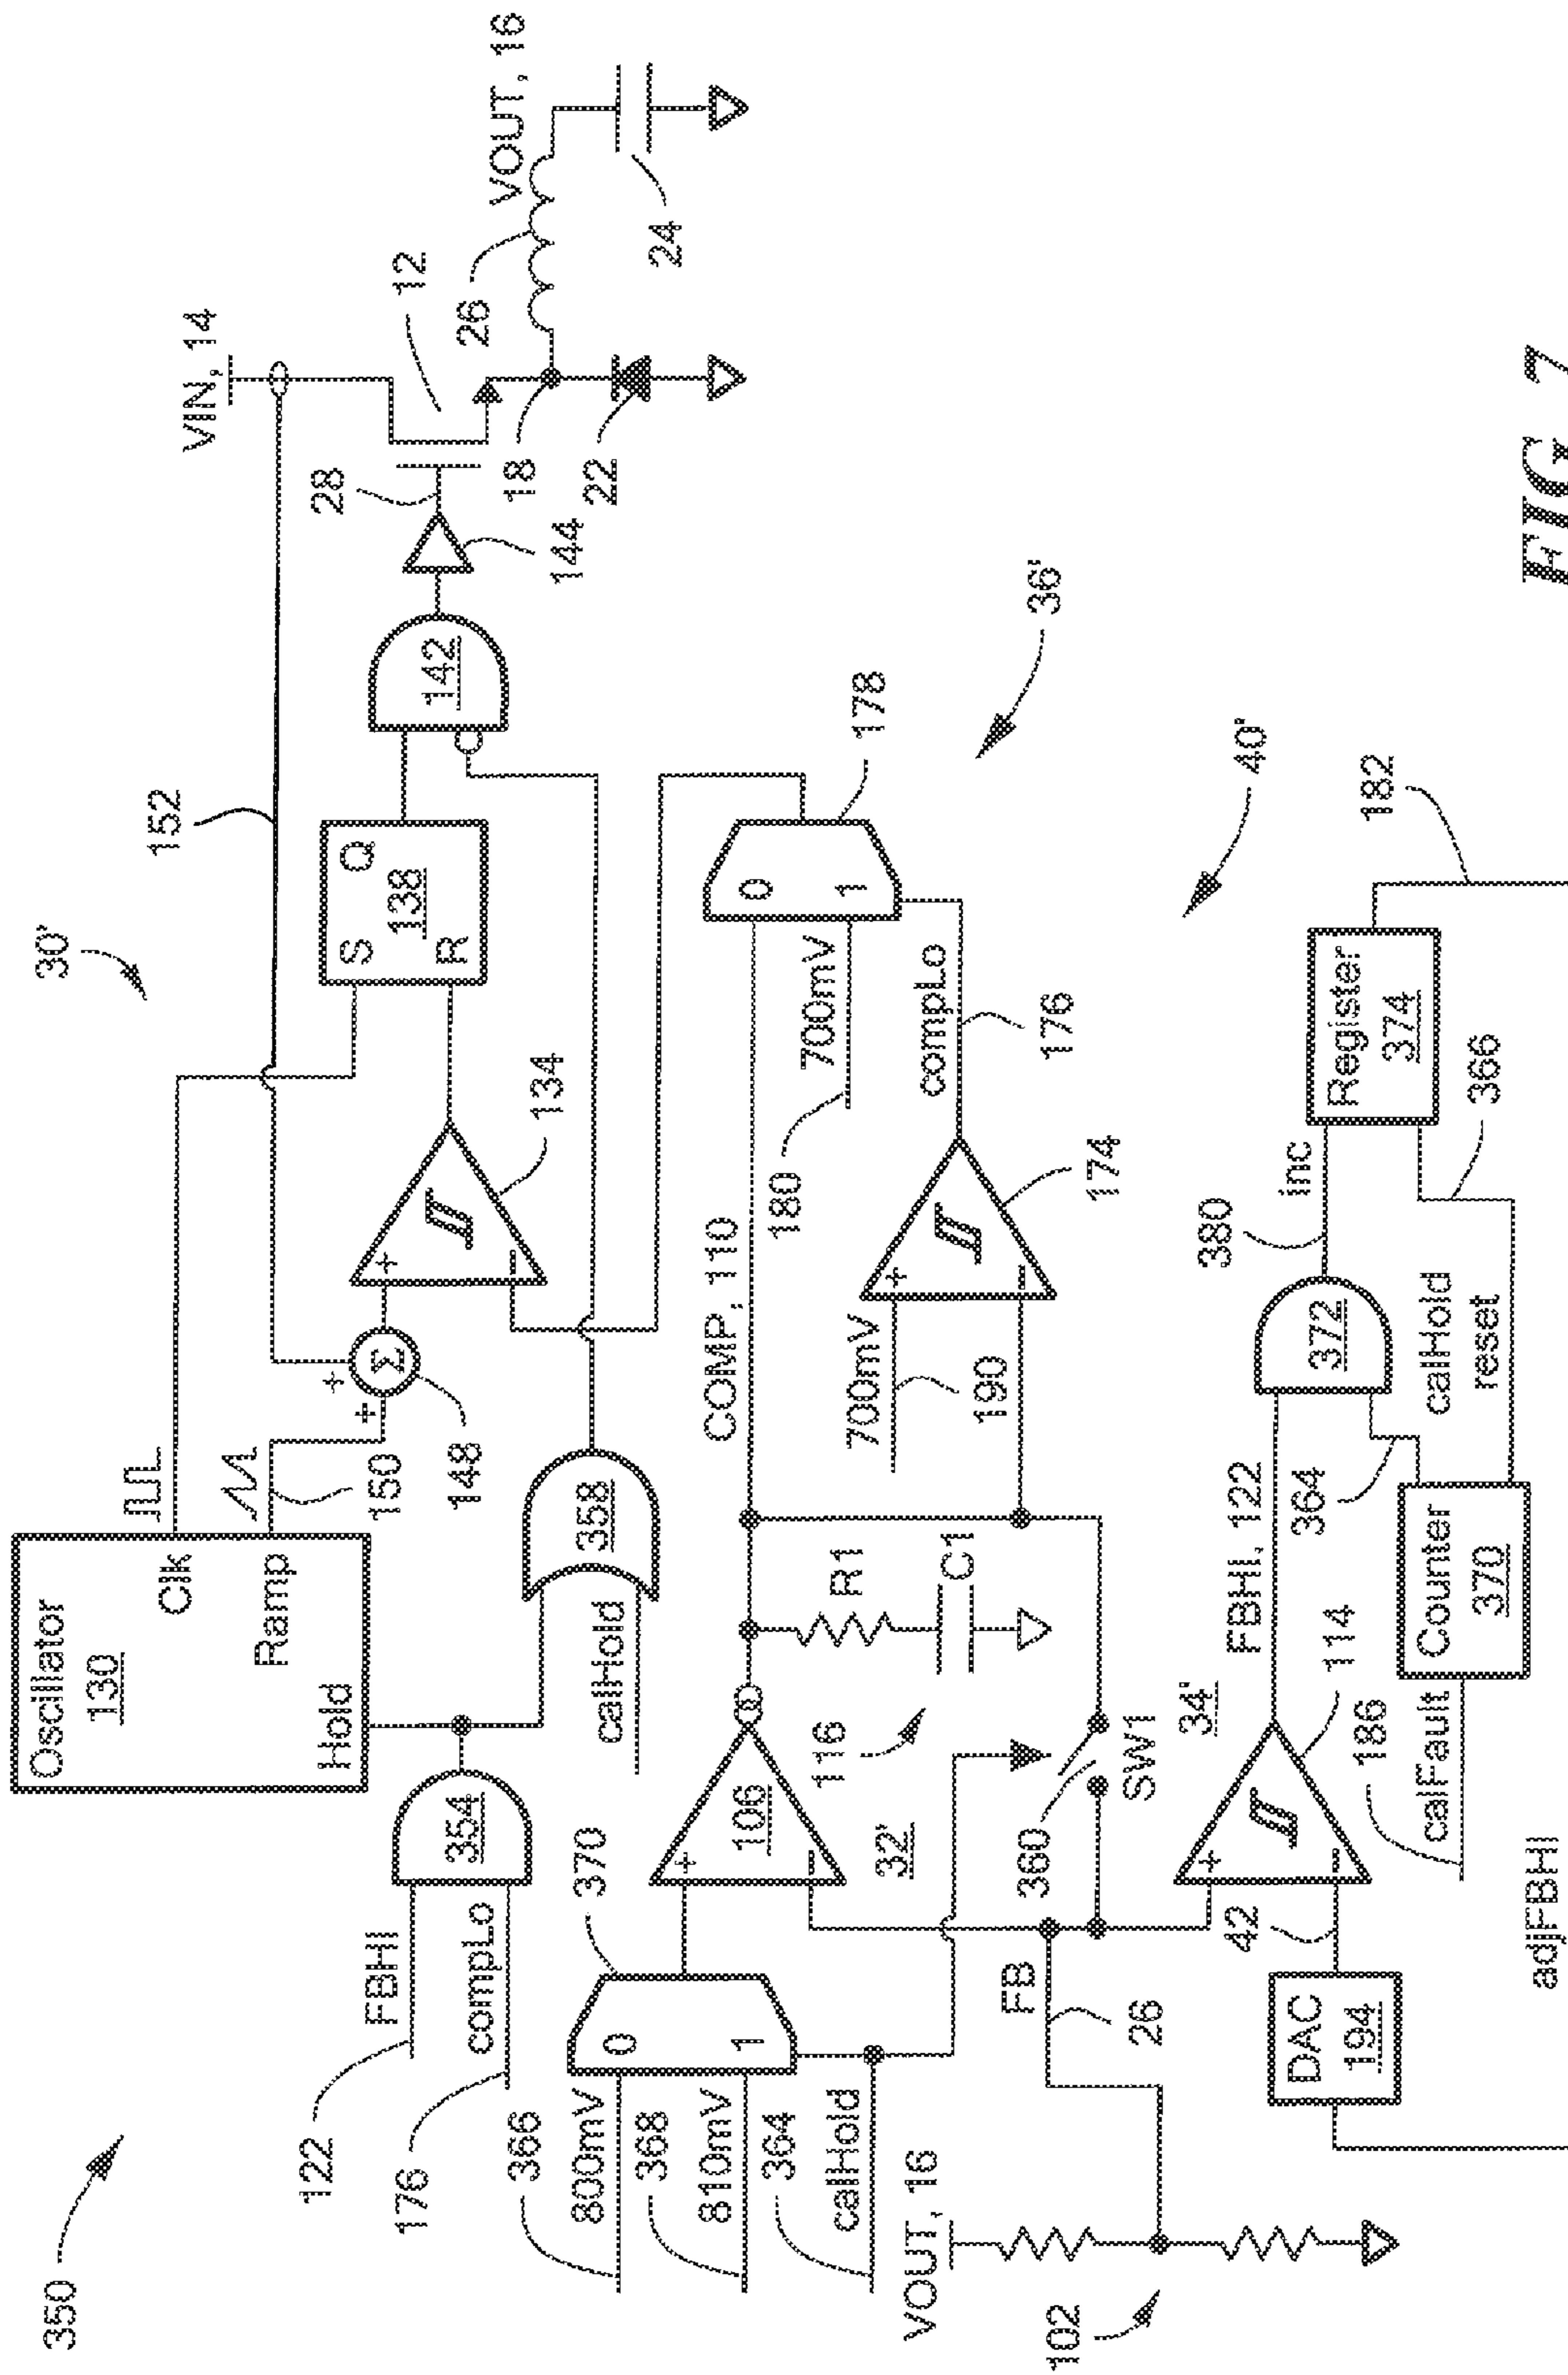 350
30'
152
VIN, 14
Oscillator
130
Clk
Ramp
Hold
150
+
+
Σ
148
+
−
134
S
Q
138
R
142
28
144
12
18
22
26
VOUT, 16
24
122
FBHI
176
compLo
354
calHold
358
36'
366
800mV
368
810mV
364
calHold
0
1
370
+
−
106
32'
116
R1
C1
360
SW1
COMP, 110
700mV
190
+
−
174
180
700mV
compLo
176
0
1
178
VOUT, 16
102
FB
26
40'
DAC
194
42
+
−
34'
114
FBHI, 122
186
calFault
Counter
370
364
calHold
reset
372
380
inc
Register
374
366
182
adjFBHI
FIG 7